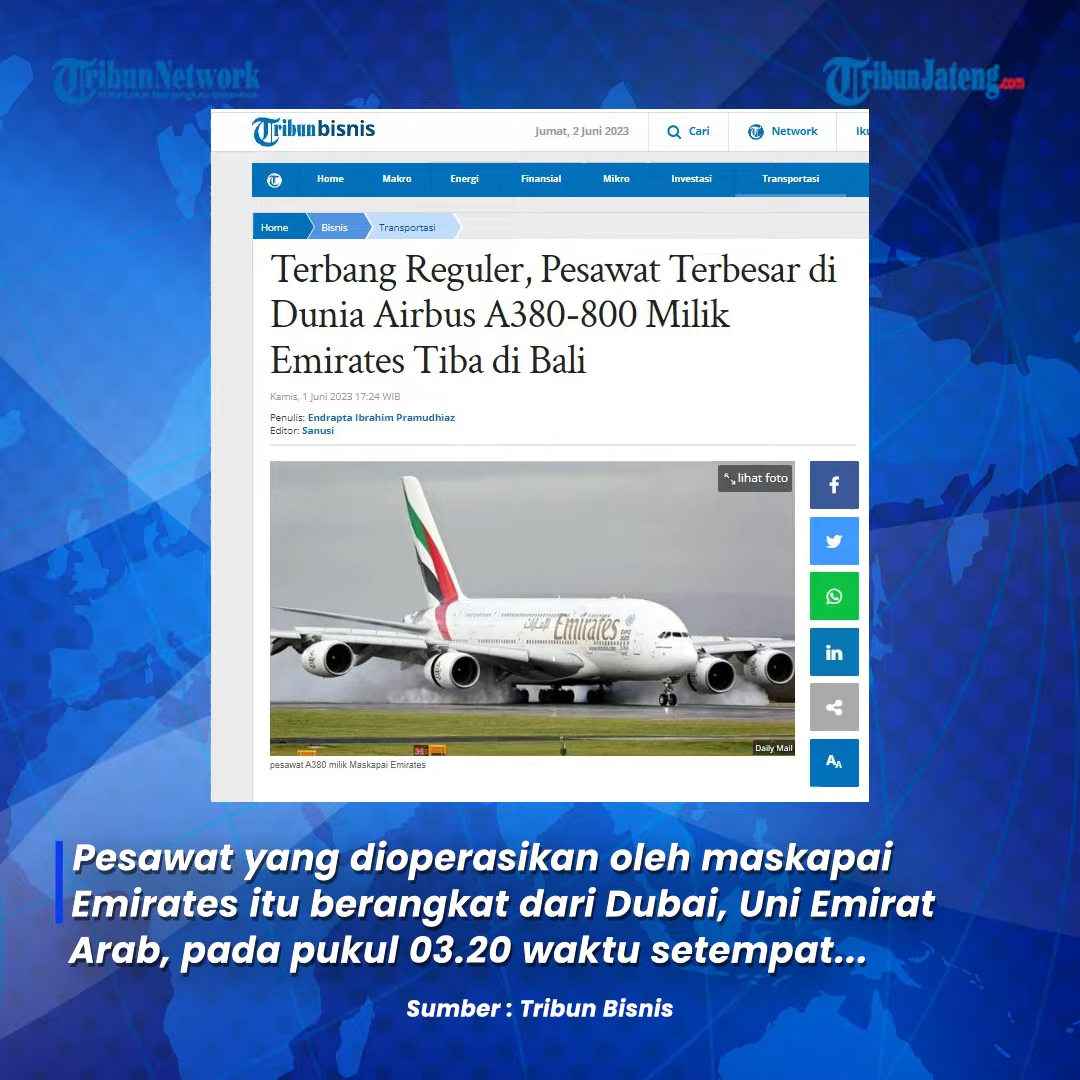 TribunNetwork
TribunJateng.com
Tribunbisnis
Jumat, 2 Juni 2023
Cari
Network
Home
Makro
Energi
Finansial
Mikro
Investasi
Transportasi
Home
Bisnis
Transportasi
Terbang Reguler, Pesawat Terbesar di
Dunia Airbus A380-800 Milik
Emirates Tiba di Bali
Kamis, 1 Juni 2023 17:24 WIB
Penulis: Endrapta Ibrahim Pramudhiaz
Editor: Sanusi
lihat foto
الإمارات
Emirates
Daily Mail
pesawat A380 milik Maskapai Emirates
Pesawat yang dioperasikan oleh maskapai
Emirates itu berangkat dari Dubai, Uni Emirat
Arab, pada pukul 03.20 waktu setempat...
Sumber : Tribun Bisnis